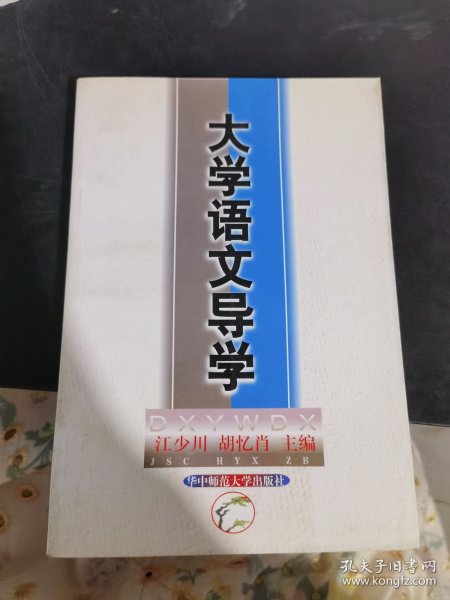 大学语文导学
DXYWDX
江少川 胡忆肖 主编
JSC HYX ZB
华中师范大学出版社
孔夫子旧书网
www.kongfz.com